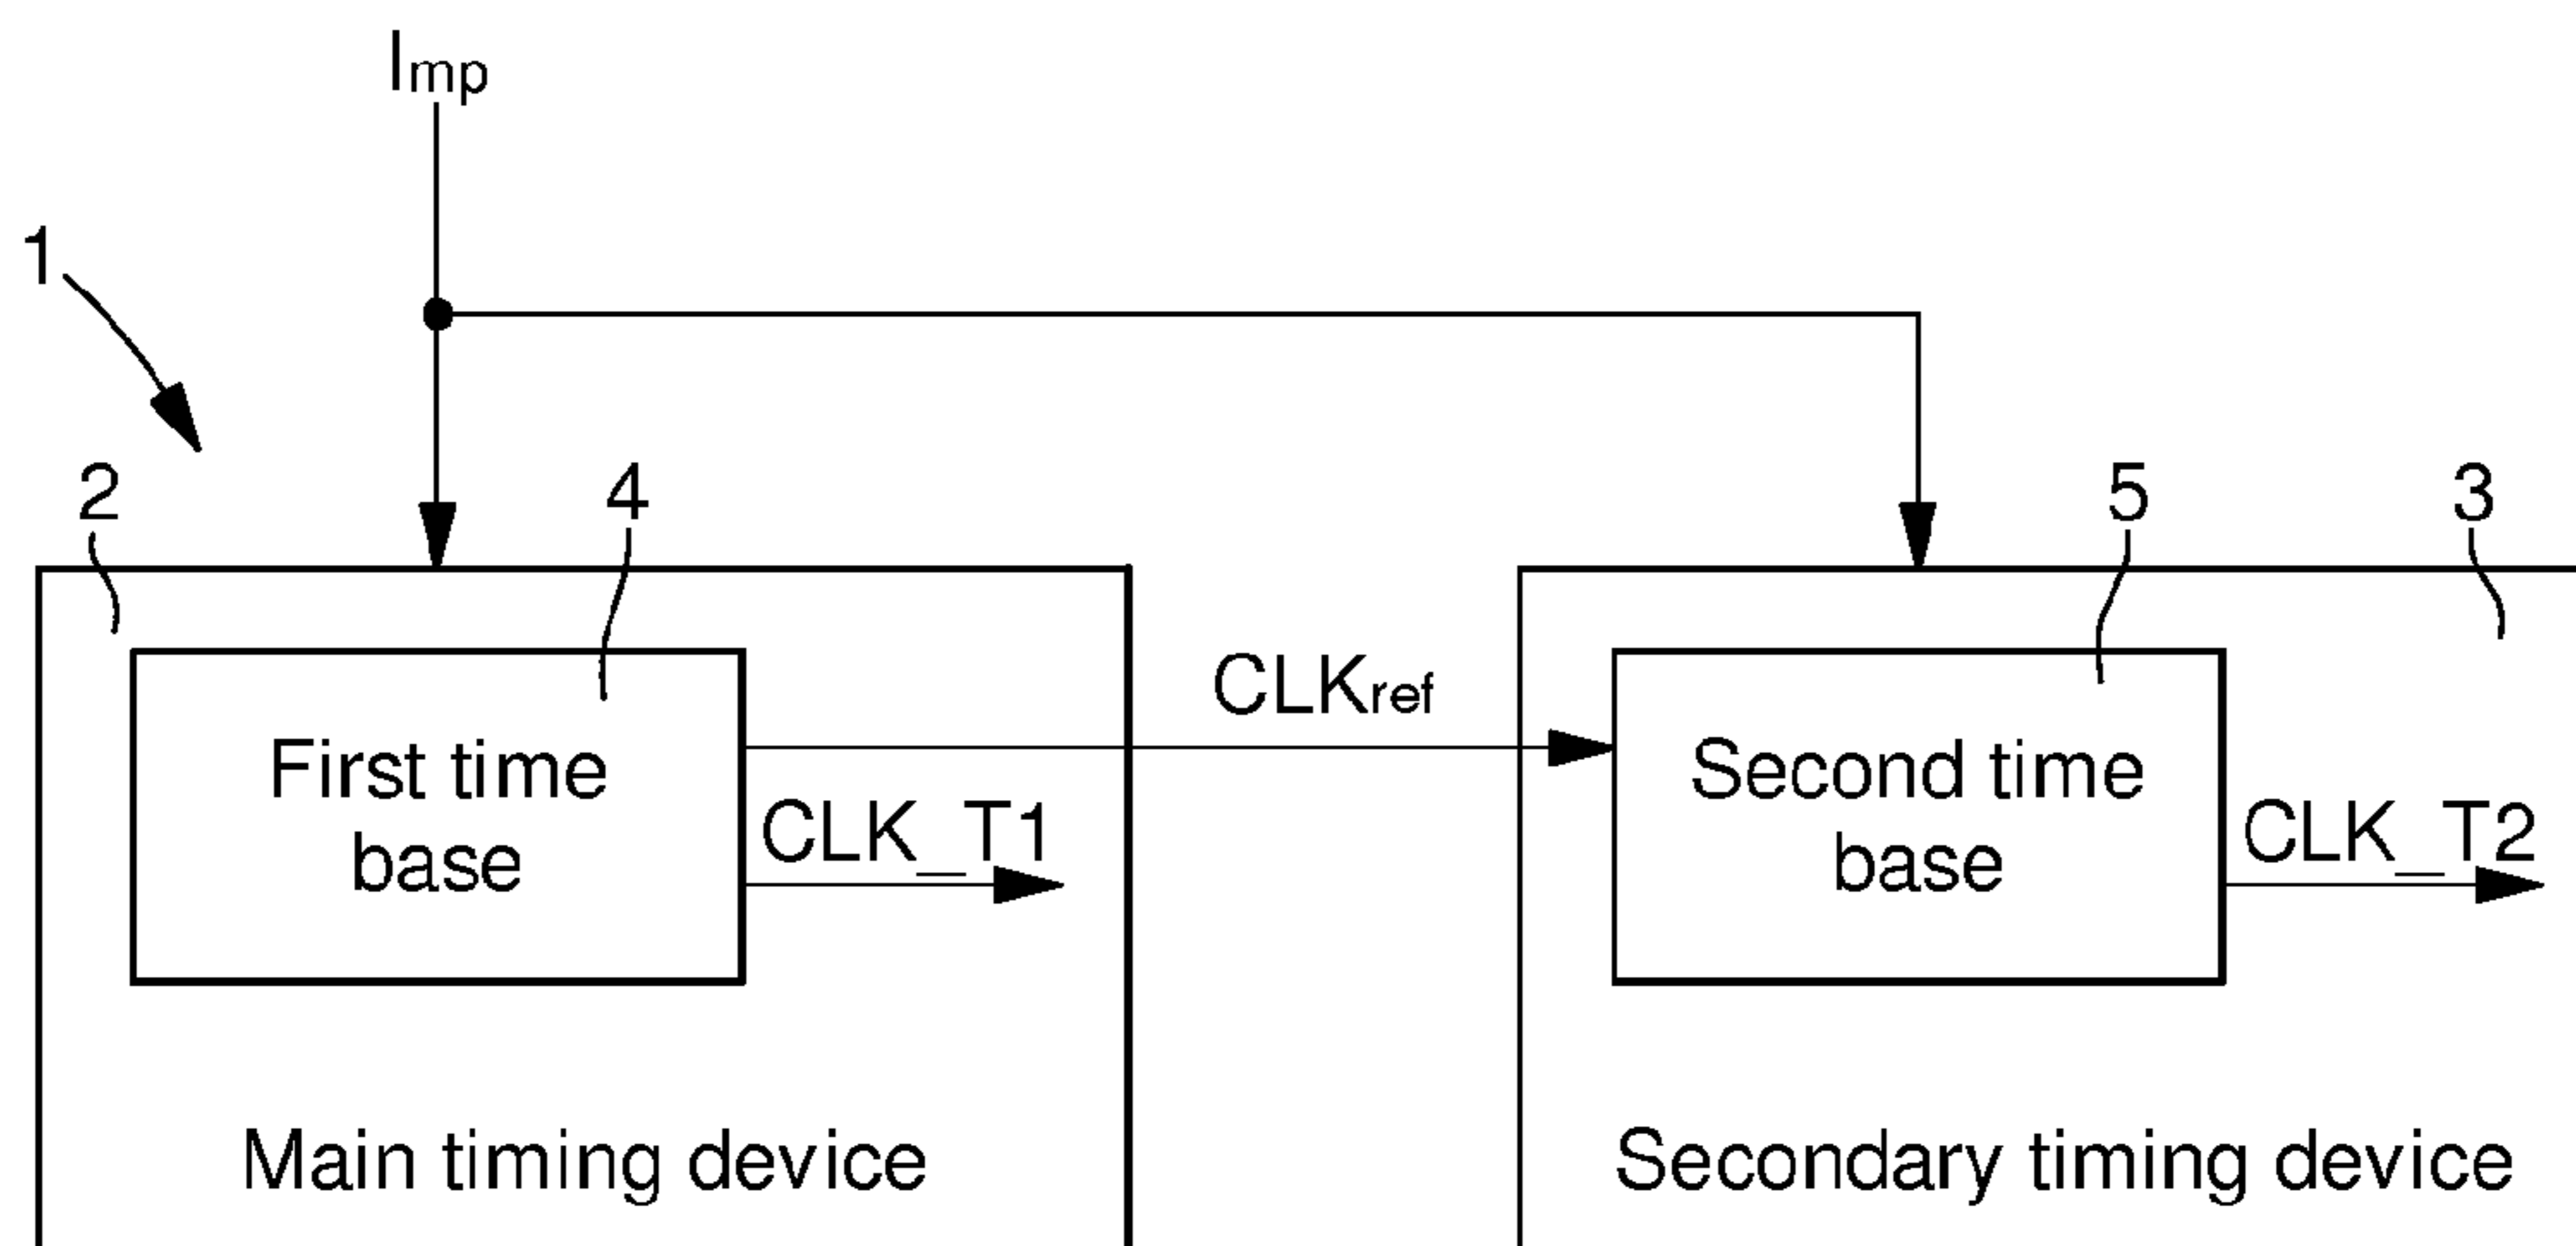 Imp
1
2
4
5
3
CLKref
First time
base
CLK_T1
Second time
base
CLK_T2
Main timing device
Secondary timing device